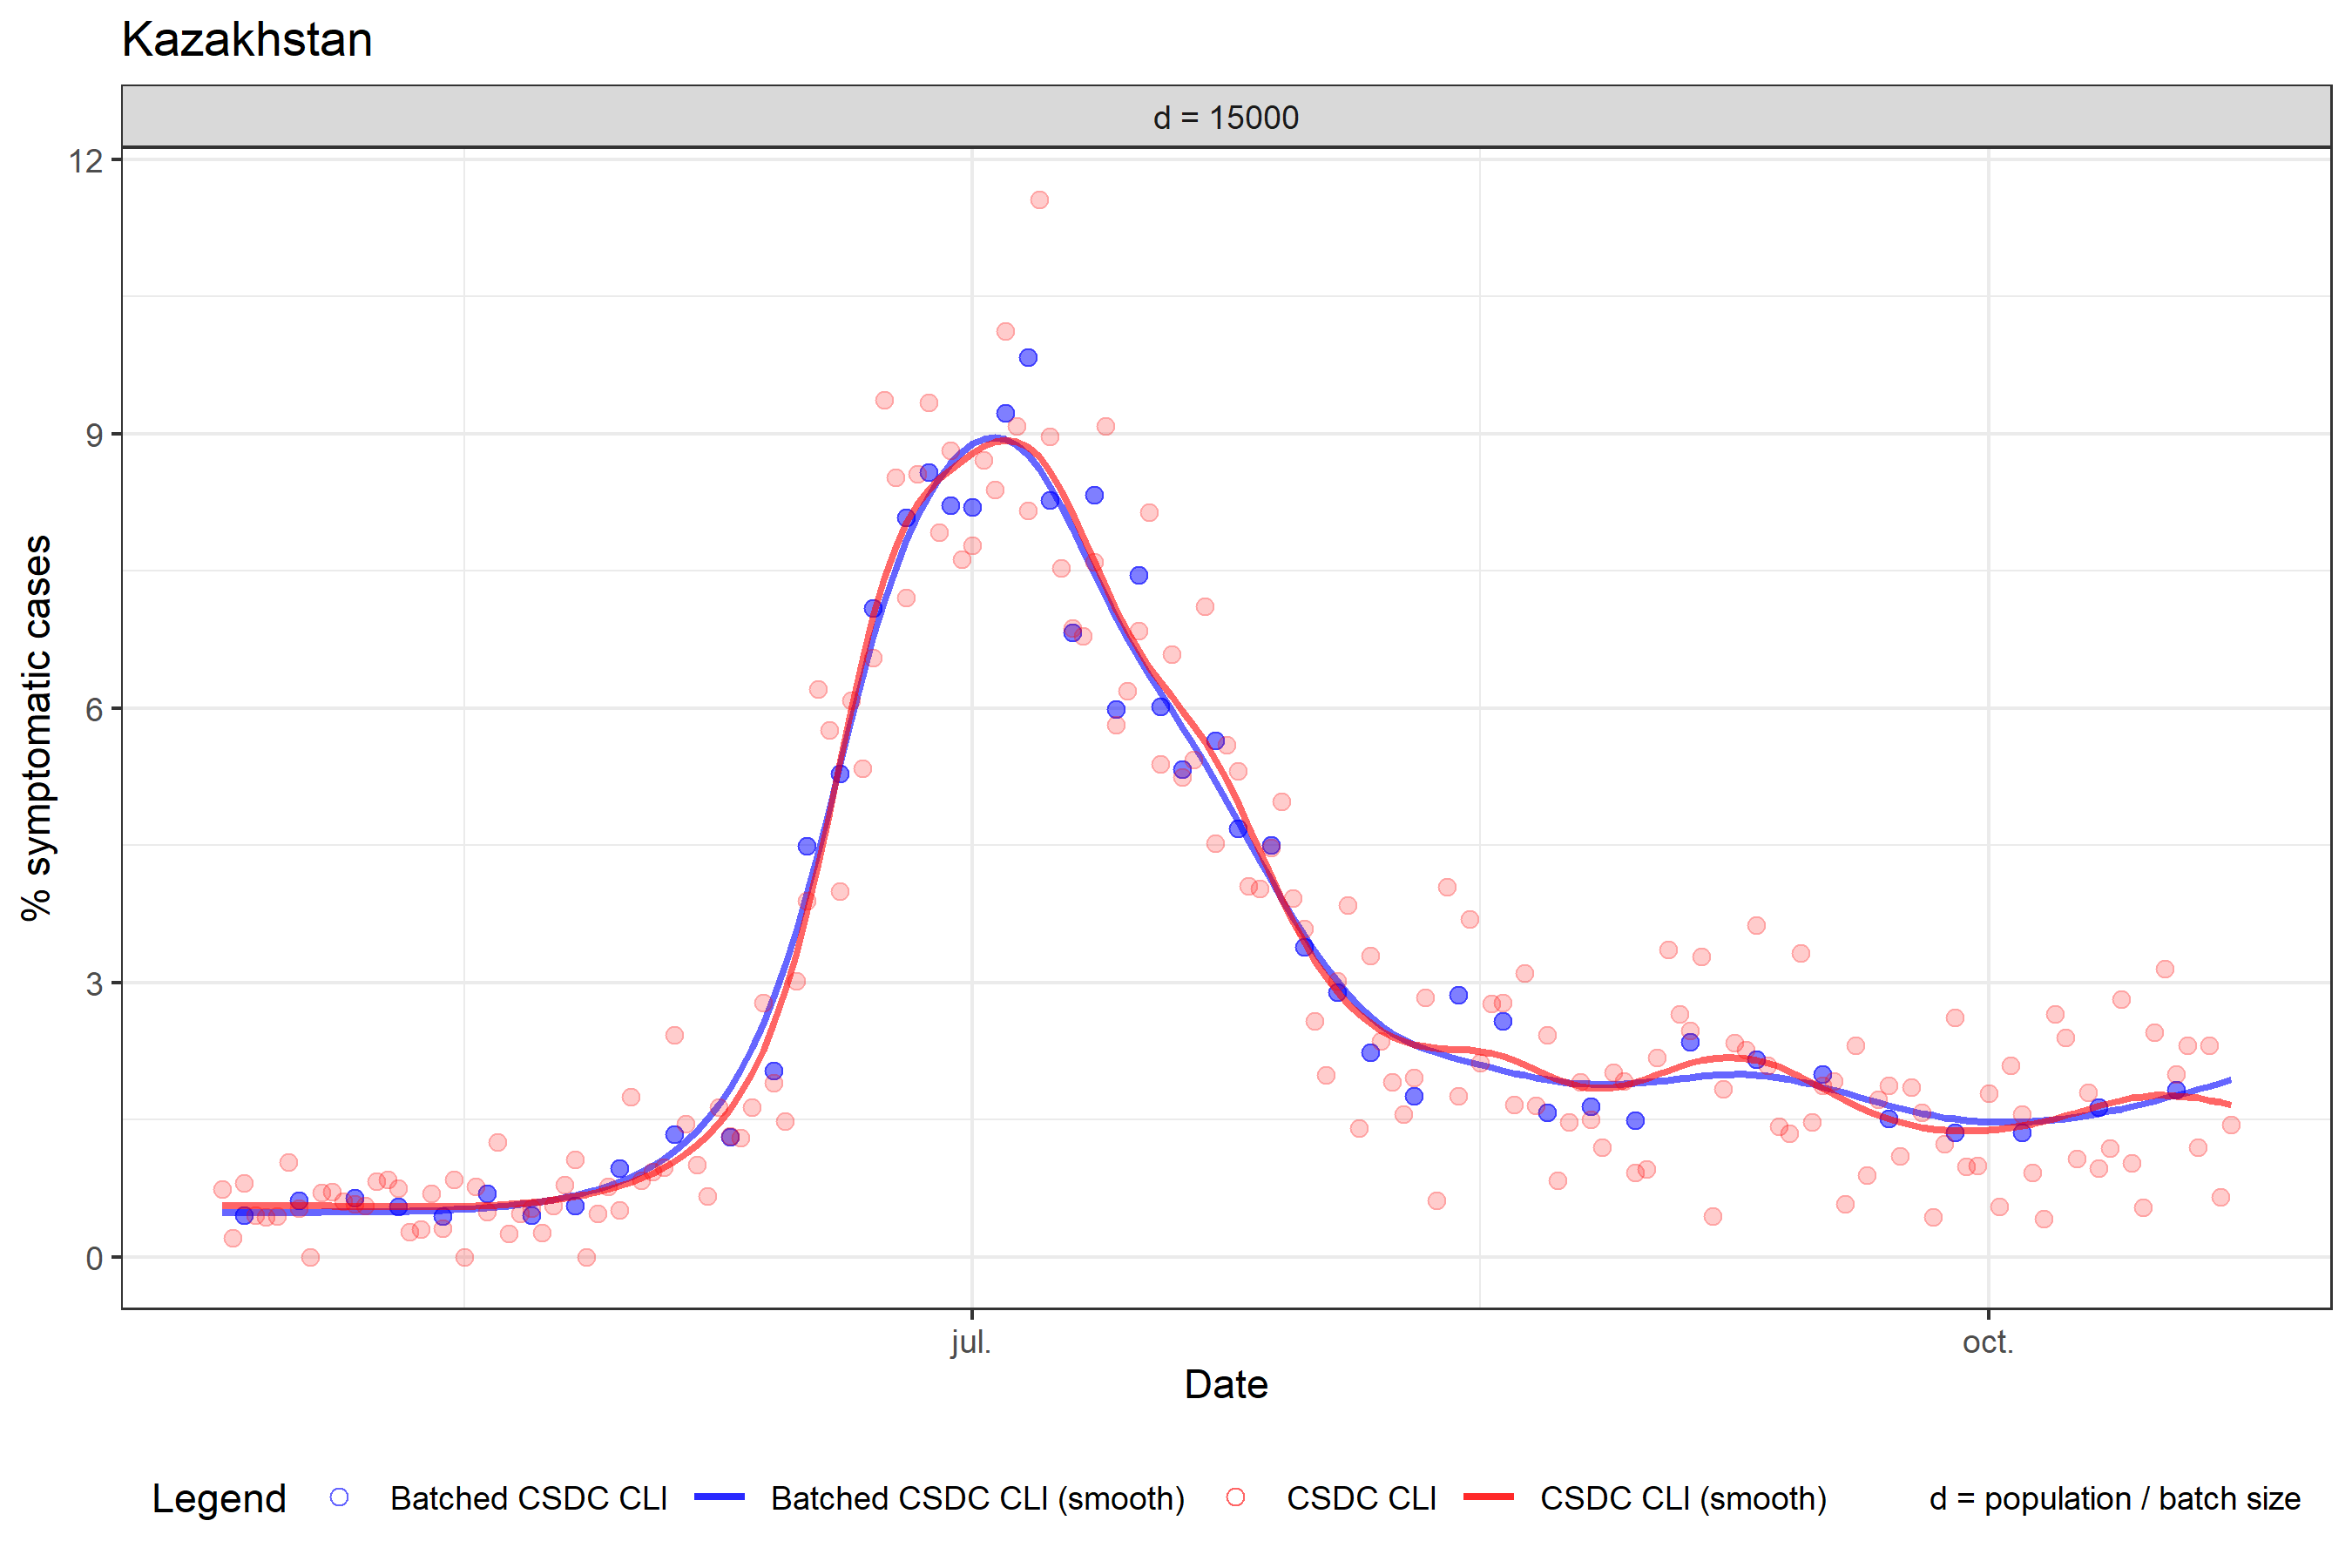 Kazakhstan
d = 15000
12
9
6
3
0
% symptomatic cases
jul.
oct.
Date
Legend Batched CSDC CLI Batched CSDC CLI (smooth) CSDC CLI CSDC CLI (smooth) d = population / batch size